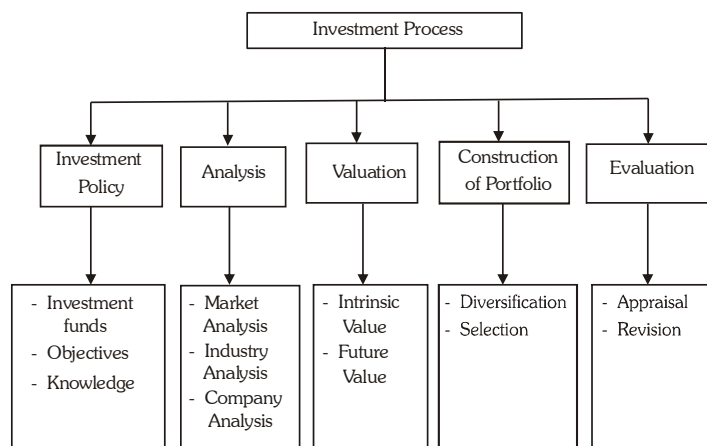 Investment Process
Investment
Policy
Analysis
Valuation
Construction
of Portfolio
Evaluation
- Investment
funds
- Objectives
- Knowledge
- Market
Analysis
- Industry
Analysis
- Company
Analysis
- Intrinsic
Value
- Future
Value
- Diversification
- Selection
- Appraisal
- Revision